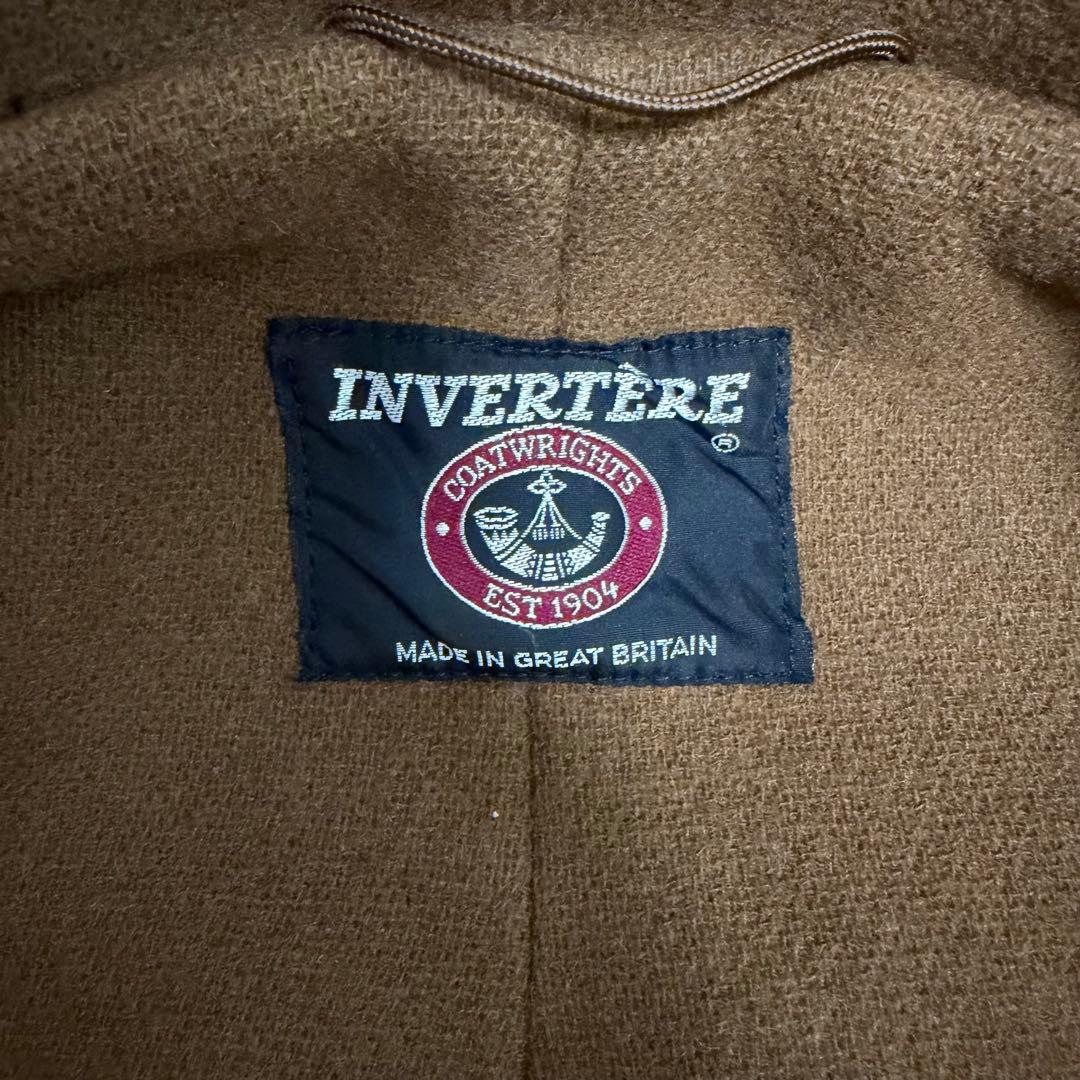 INVERTÈRE
®
COATWRIGHTS
EST 1904
MADE IN GREAT BRITAIN